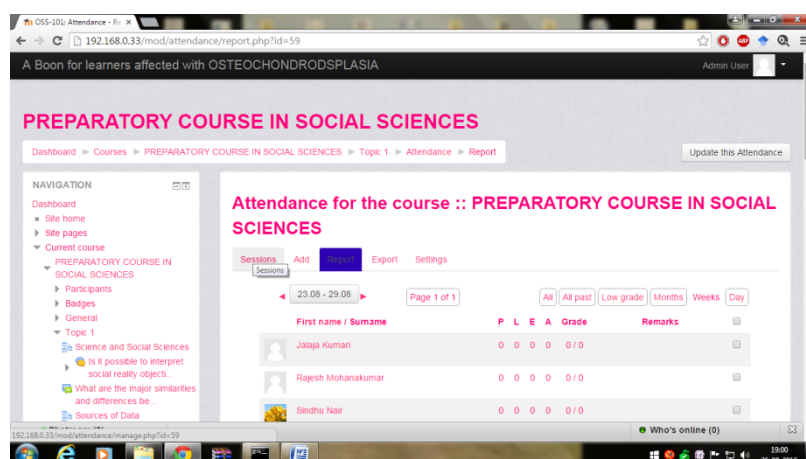 OSS-101: Attendance - Re
192.168.0.33/mod/attendance/report.php?id=59
A Boon for learners affected with OSTEOCHONDRODSPLASIA
Admin User
PREPARATORY COURSE IN SOCIAL SCIENCES
Dashboard Courses PREPARATORY COURSE IN SOCIAL SCIENCES Topic 1 Attendance Report
Update this Attendance
NAVIGATION
Dashboard
Site home
Site pages
Current course
PREPARATORY COURSE IN
SOCIAL SCIENCES
Participants
Badges
General
Topic 1
Science and Social Sciences
Is it possible to interpret
social reality objecti...
What are the major similarities
and differences be...
Sources of Data
Attendance for the course :: PREPARATORY COURSE IN SOCIAL
SCIENCES
Sessions Add Report Export Settings
Sessions
23.08 - 29.08 Page 1 of 1 All All past Low grade Months Weeks Day
First name / Surname P L E A Grade Remarks
Jalaja Kumari 0 0 0 0 0 / 0
Rajesh Mohanakumar 0 0 0 0 0 / 0
Sindhu Nair 0 0 0 0 0 / 0
192.168.0.33/mod/attendance/manage.php?id=59
Who's online (0)
19:00